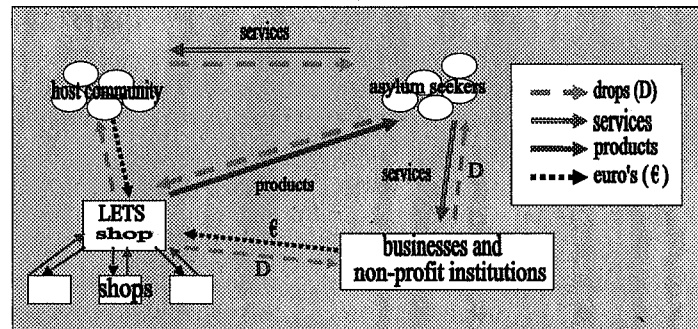 services
host community
asylum seekers
drops (D)
services
products
euro's (€)
products
services
D
LETS
shop
€
D
businesses and
non-profit institutions
shops